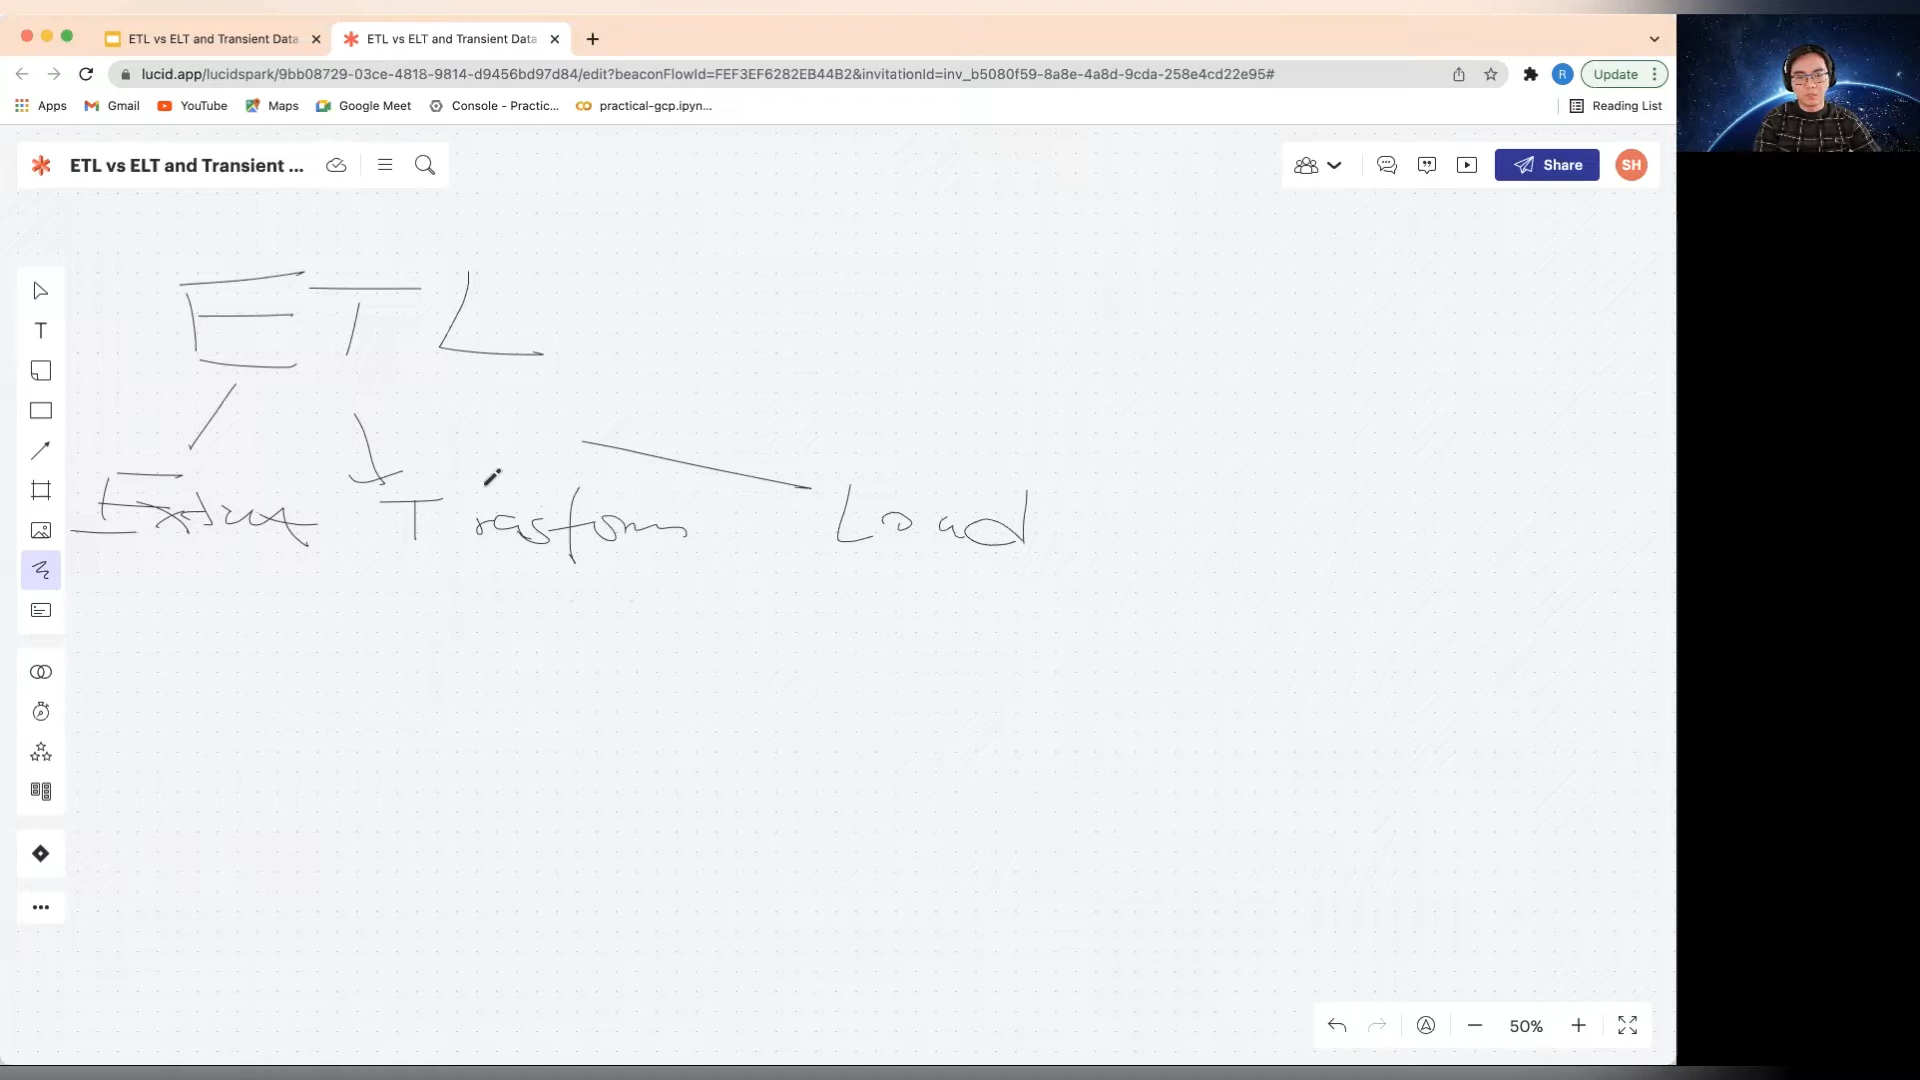 ETL vs ELT and Transient Data
ETL vs ELT and Transient Data
lucid.app/lucidspark/9bb08729-03ce-4818-9814-d9456bd97d84/edit?beaconFlowId=FEF3EF6282EB44B2&invitationId=inv_b5080f59-8a8e-4a8d-9cda-258e4cd22e95#
R
Update
Apps
Gmail
YouTube
Maps
Google Meet
Console - Practic...
practical-gcp.ipyn...
Reading List
ETL vs ELT and Transient ...
Share
SH
T
ETL
Extract Trasform Load
50%